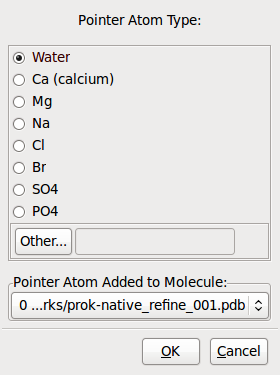 Pointer Atom Type:
Water
Ca (calcium)
Mg
Na
Cl
Br
SO4
PO4
Other...
Pointer Atom Added to Molecule:
0 ...rks/prok-native_refine_001.pdb
OK Cancel